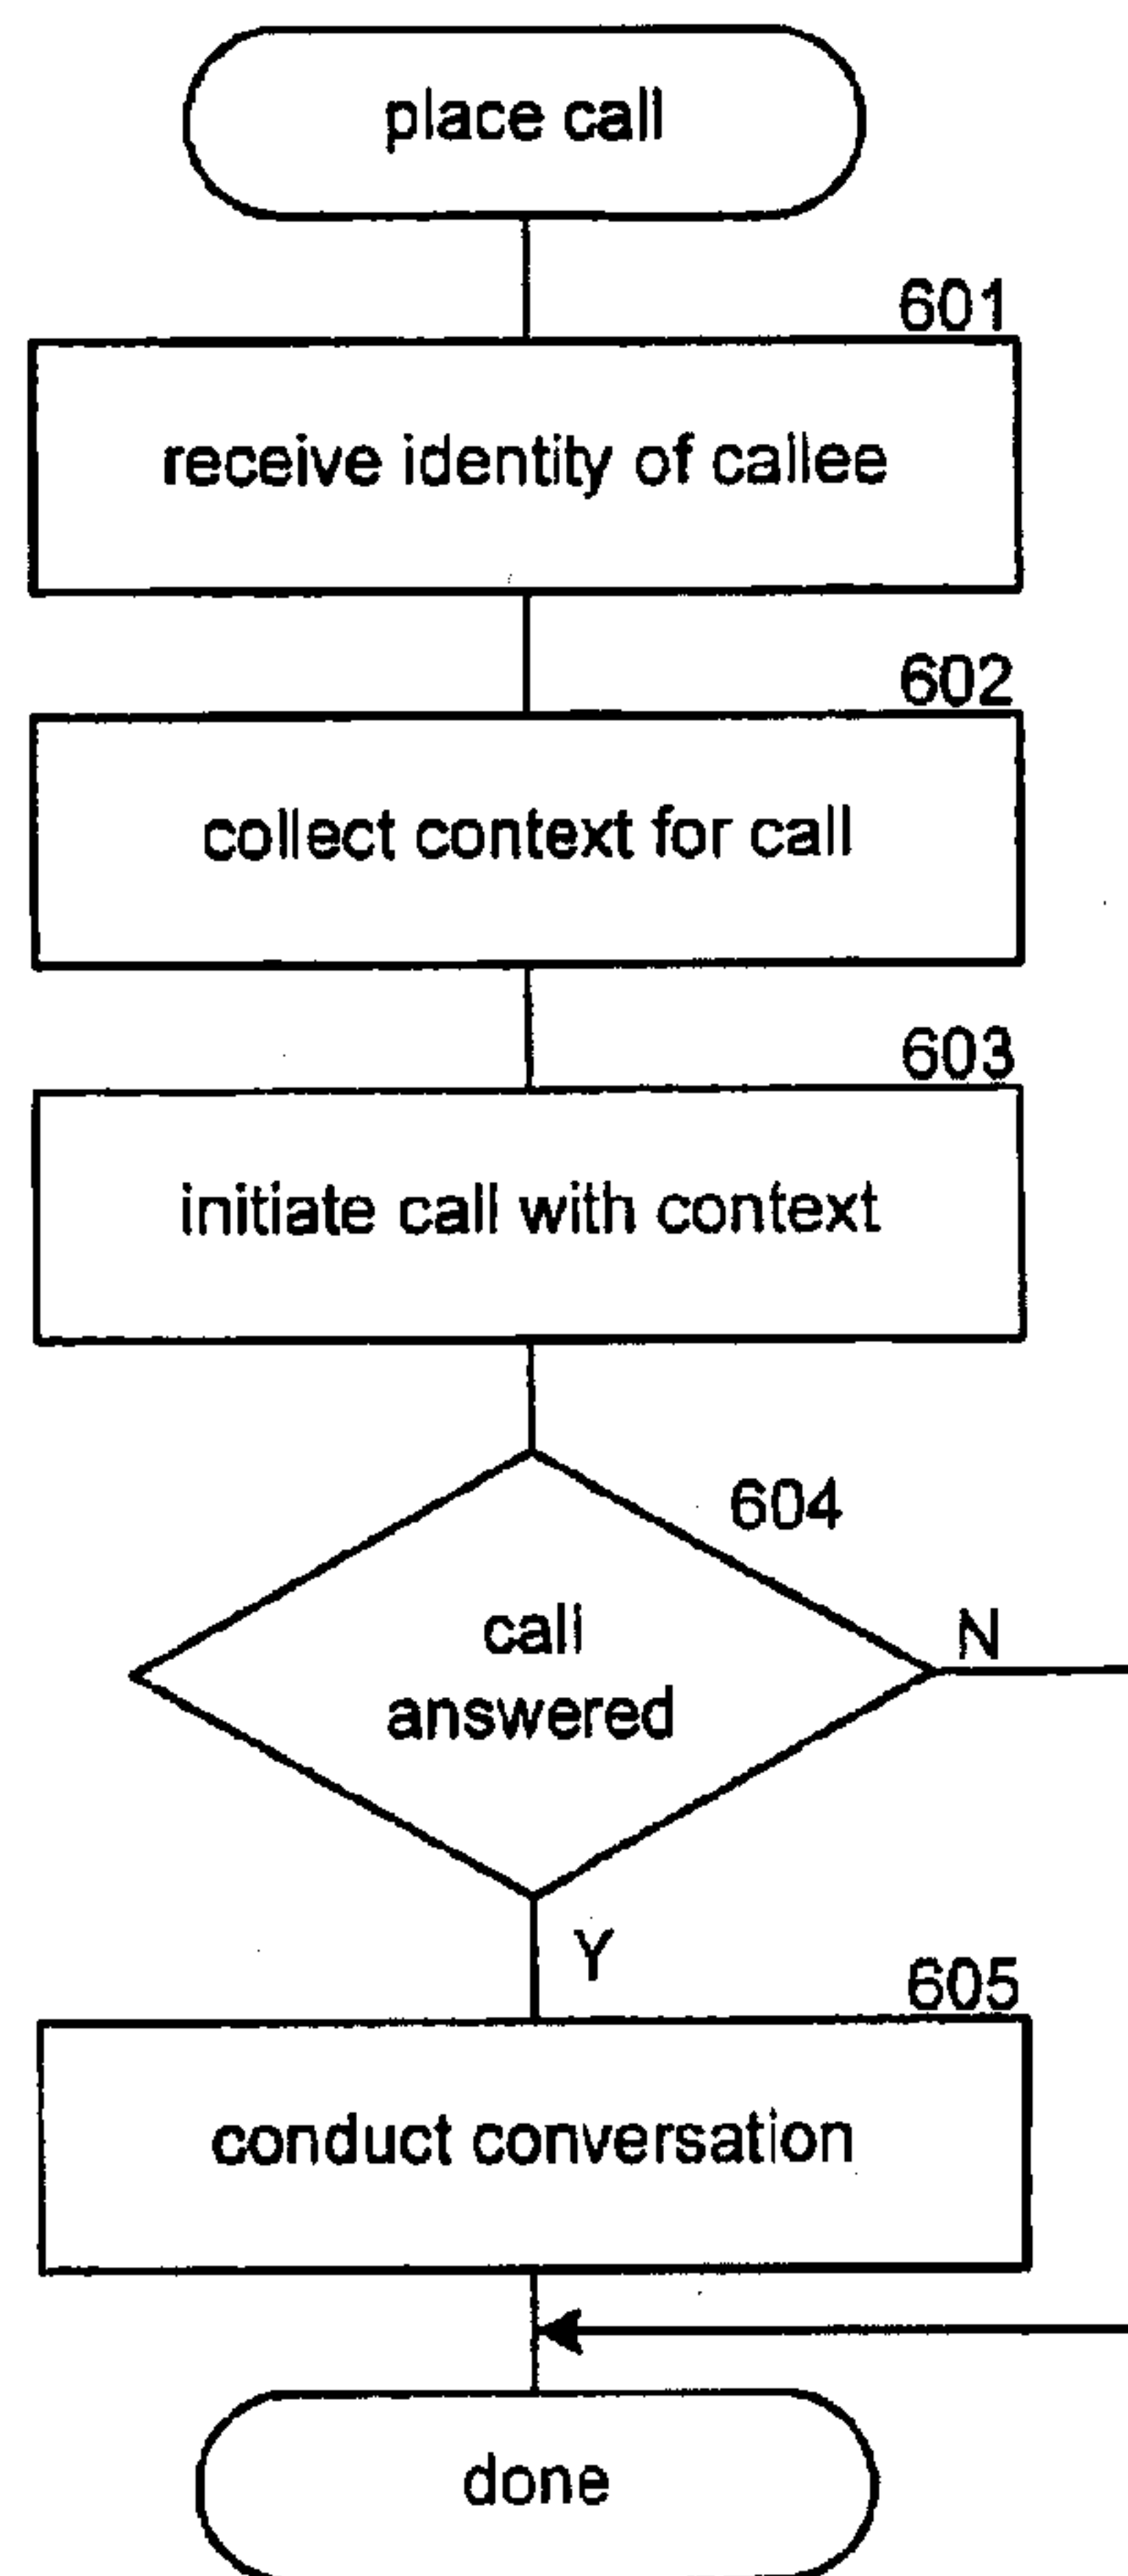 place call
601
receive identity of callee
602
collect context for call
603
initiate call with context
604
call
answered
N
Y
605
conduct conversation
done